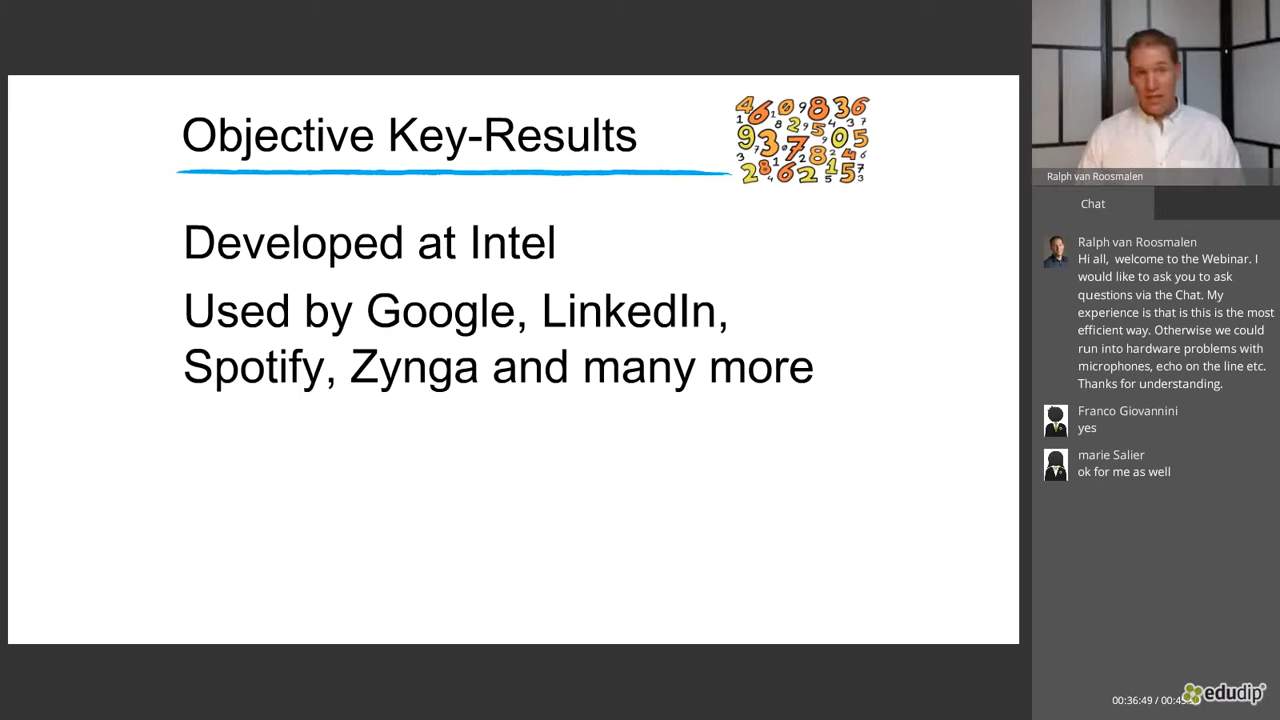 Objective Key-Results
Developed at Intel
Used by Google, LinkedIn,
Spotify, Zynga and many more
Ralph van Roosmalen
Chat
Ralph van Roosmalen
Hi all, welcome to the Webinar. I
would like to ask you to ask
questions via the Chat. My
experience is that is this is the most
efficient way. Otherwise we could
run into hardware problems with
microphones, echo on the line etc.
Thanks for understanding.
Franco Giovannini
yes
marie Salier
ok for me as well
00:36:49 /
edudip